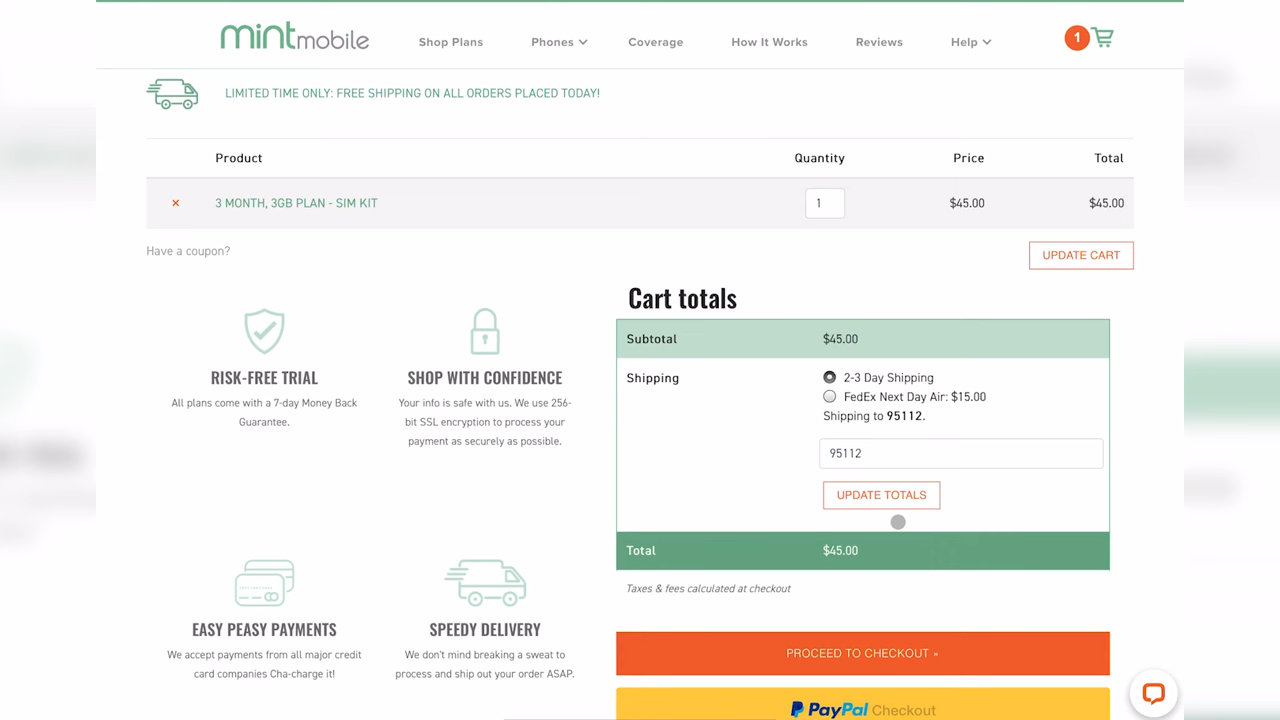 mintmobile
Shop Plans Phones Coverage How It Works Reviews Help 1
LIMITED TIME ONLY: FREE SHIPPING ON ALL ORDERS PLACED TODAY!
Product Quantity Price Total
× 3 MONTH, 3GB PLAN - SIM KIT 1 $45.00 $45.00
Have a coupon?
UPDATE CART
Cart totals
Subtotal $45.00
Shipping 2-3 Day Shipping
FedEx Next Day Air: $15.00
Shipping to 95112.
95112
UPDATE TOTALS
Total $45.00
Taxes & fees calculated at checkout
PROCEED TO CHECKOUT »
PayPal Checkout
RISK-FREE TRIAL
All plans come with a 7-day Money Back
Guarantee.
SHOP WITH CONFIDENCE
Your info is safe with us. We use 256-
bit SSL encryption to process your
payment as securely as possible.
EASY PEASY PAYMENTS
We accept payments from all major credit
card companies Cha-charge it!
SPEEDY DELIVERY
We don't mind breaking a sweat to
process and ship out your order ASAP.